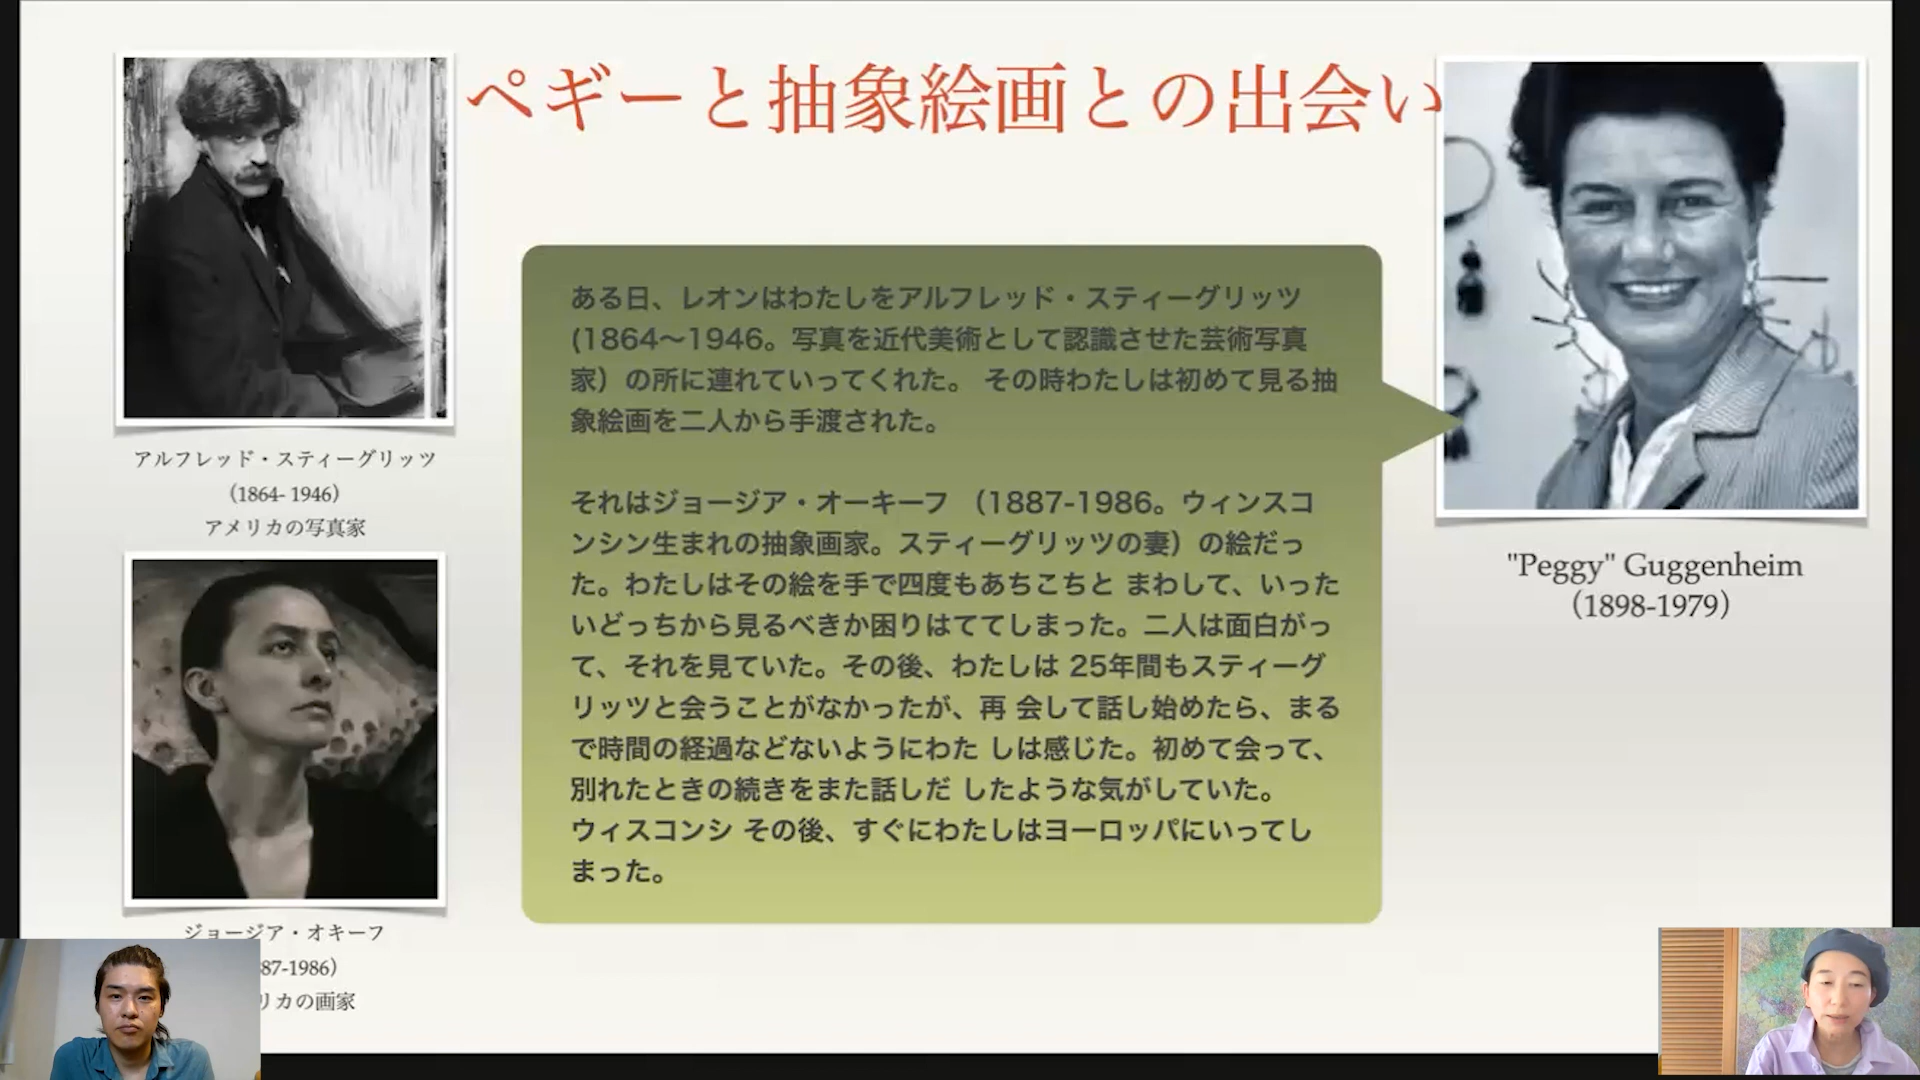 ペギーと抽象絵画との出会い
アルフレッド・スティーグリッツ
（1864- 1946）
アメリカの写真家
ある日、レオンはわたしをアルフレッド・スティーグリッツ
(1864〜1946。写真を近代美術として認識させた芸術写真
家）の所に連れていってくれた。 その時わたしは初めて見る抽
象絵画を二人から手渡された。
それはジョージア・オーキーフ （1887-1986。ウィンスコ
ンシン生まれの抽象画家。スティーグリッツの妻）の絵だっ
た。わたしはその絵を手で四度もあちこちと まわして、いった
いどっちから見るべきか困りはててしまった。二人は面白がっ
て、それを見ていた。その後、わたしは 25年間もスティーグ
リッツと会うことがなかったが、再 会して話し始めたら、まる
で時間の経過などないようにわた しは感じた。初めて会って、
別れたときの続きをまた話しだ したような気がしていた。
ウィスコンシ その後、すぐにわたしはヨーロッパにいってし
まった。
"Peggy" Guggenheim
（1898-1979）
ジョージア・オキーフ
87-1986）
リカの画家